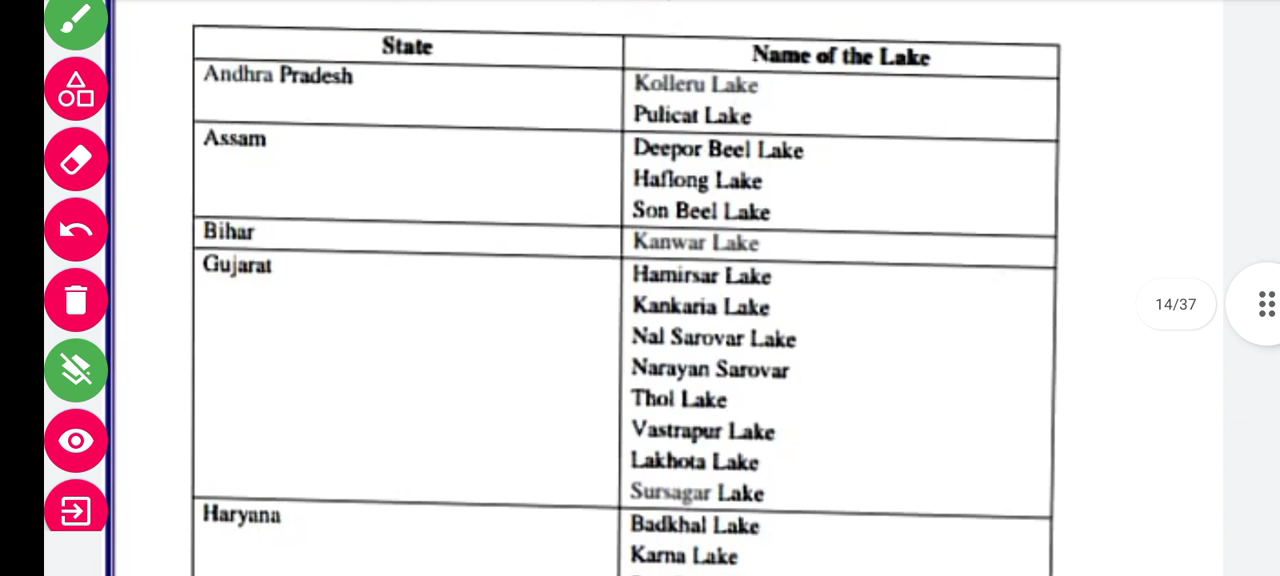 State Name of the Lake
Andhra Pradesh Kolleru Lake
Pulicat Lake
Assam Deepor Beel Lake
Haflong Lake
Son Beel Lake
Bihar Kanwar Lake
Gujarat Hamirsar Lake
Kankaria Lake
Nal Sarovar Lake
Narayan Sarovar
Thol Lake
Vastrapur Lake
Lakhota Lake
Sursagar Lake
Haryana Badkhal Lake
Karna Lake
14/37